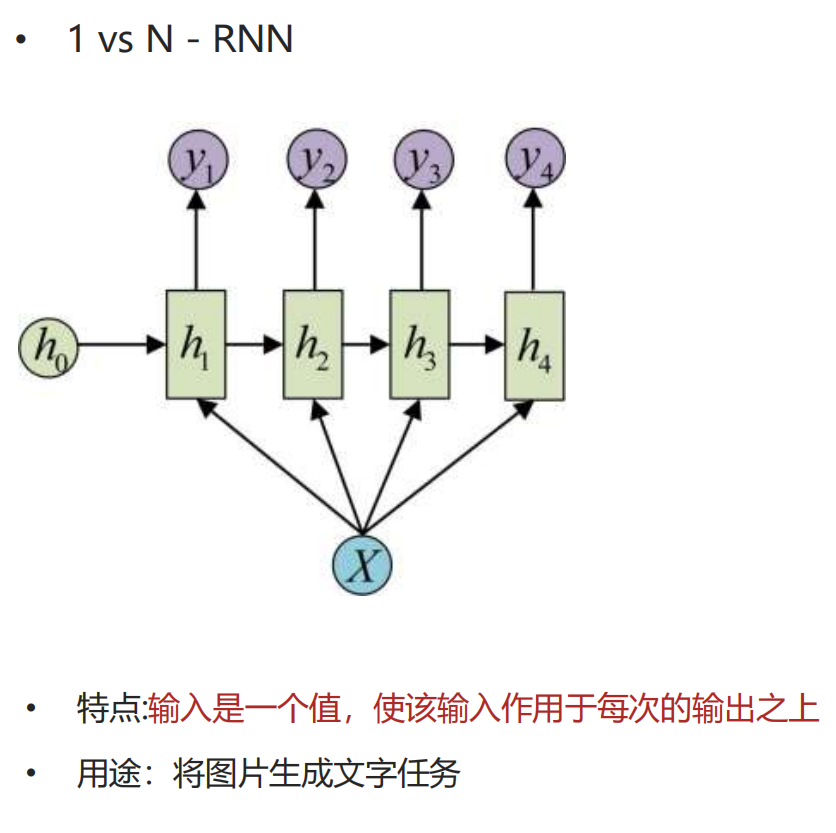 • 1 vs N - RNN
y₁ y₂ y₃ y₄
h₀ h₁ h₂ h₃ h₄
X
• 特点:输入是一个值，使该输入作用于每次的输出之上
• 用途：将图片生成文字任务